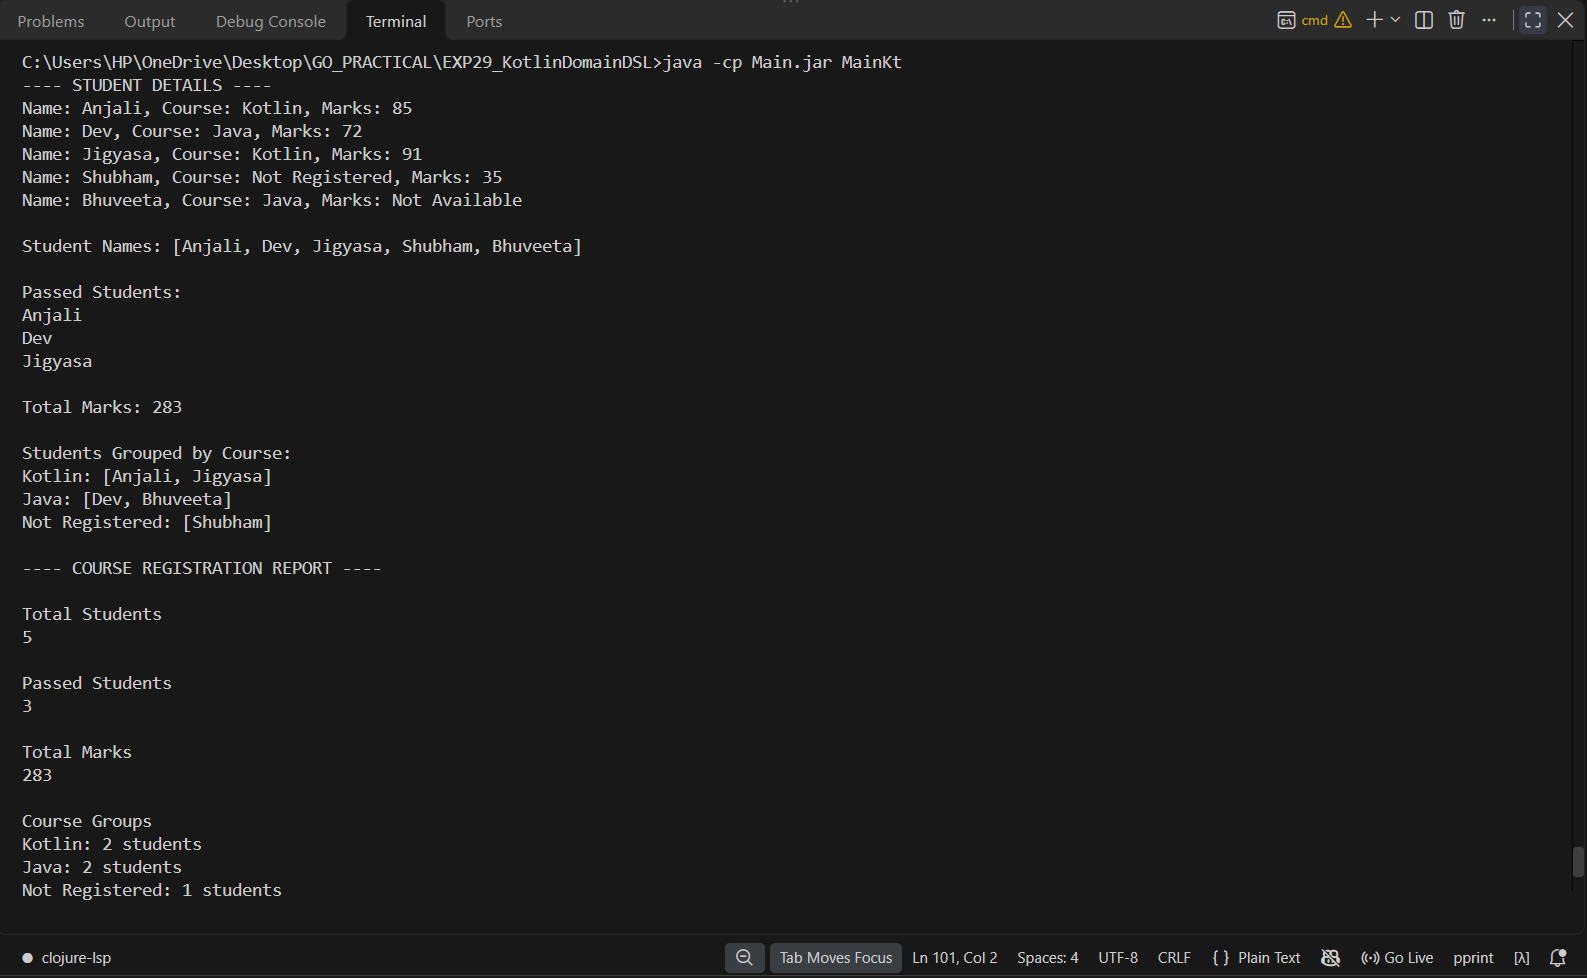 Problems Output Debug Console Terminal Ports cmd
C:\Users\HP\OneDrive\Desktop\GO_PRACTICAL\EXP29_KotlinDomainDSL>java -cp Main.jar MainKt
---- STUDENT DETAILS ----
Name: Anjali, Course: Kotlin, Marks: 85
Name: Dev, Course: Java, Marks: 72
Name: Jigyasa, Course: Kotlin, Marks: 91
Name: Shubham, Course: Not Registered, Marks: 35
Name: Bhuveeta, Course: Java, Marks: Not Available
Student Names: [Anjali, Dev, Jigyasa, Shubham, Bhuveeta]
Passed Students:
Anjali
Dev
Jigyasa
Total Marks: 283
Students Grouped by Course:
Kotlin: [Anjali, Jigyasa]
Java: [Dev, Bhuveeta]
Not Registered: [Shubham]
---- COURSE REGISTRATION REPORT ----
Total Students
5
Passed Students
3
Total Marks
283
Course Groups
Kotlin: 2 students
Java: 2 students
Not Registered: 1 students
clojure-lsp Tab Moves Focus Ln 101, Col 2 Spaces: 4 UTF-8 CRLF {} Plain Text Go Live pprint [λ]